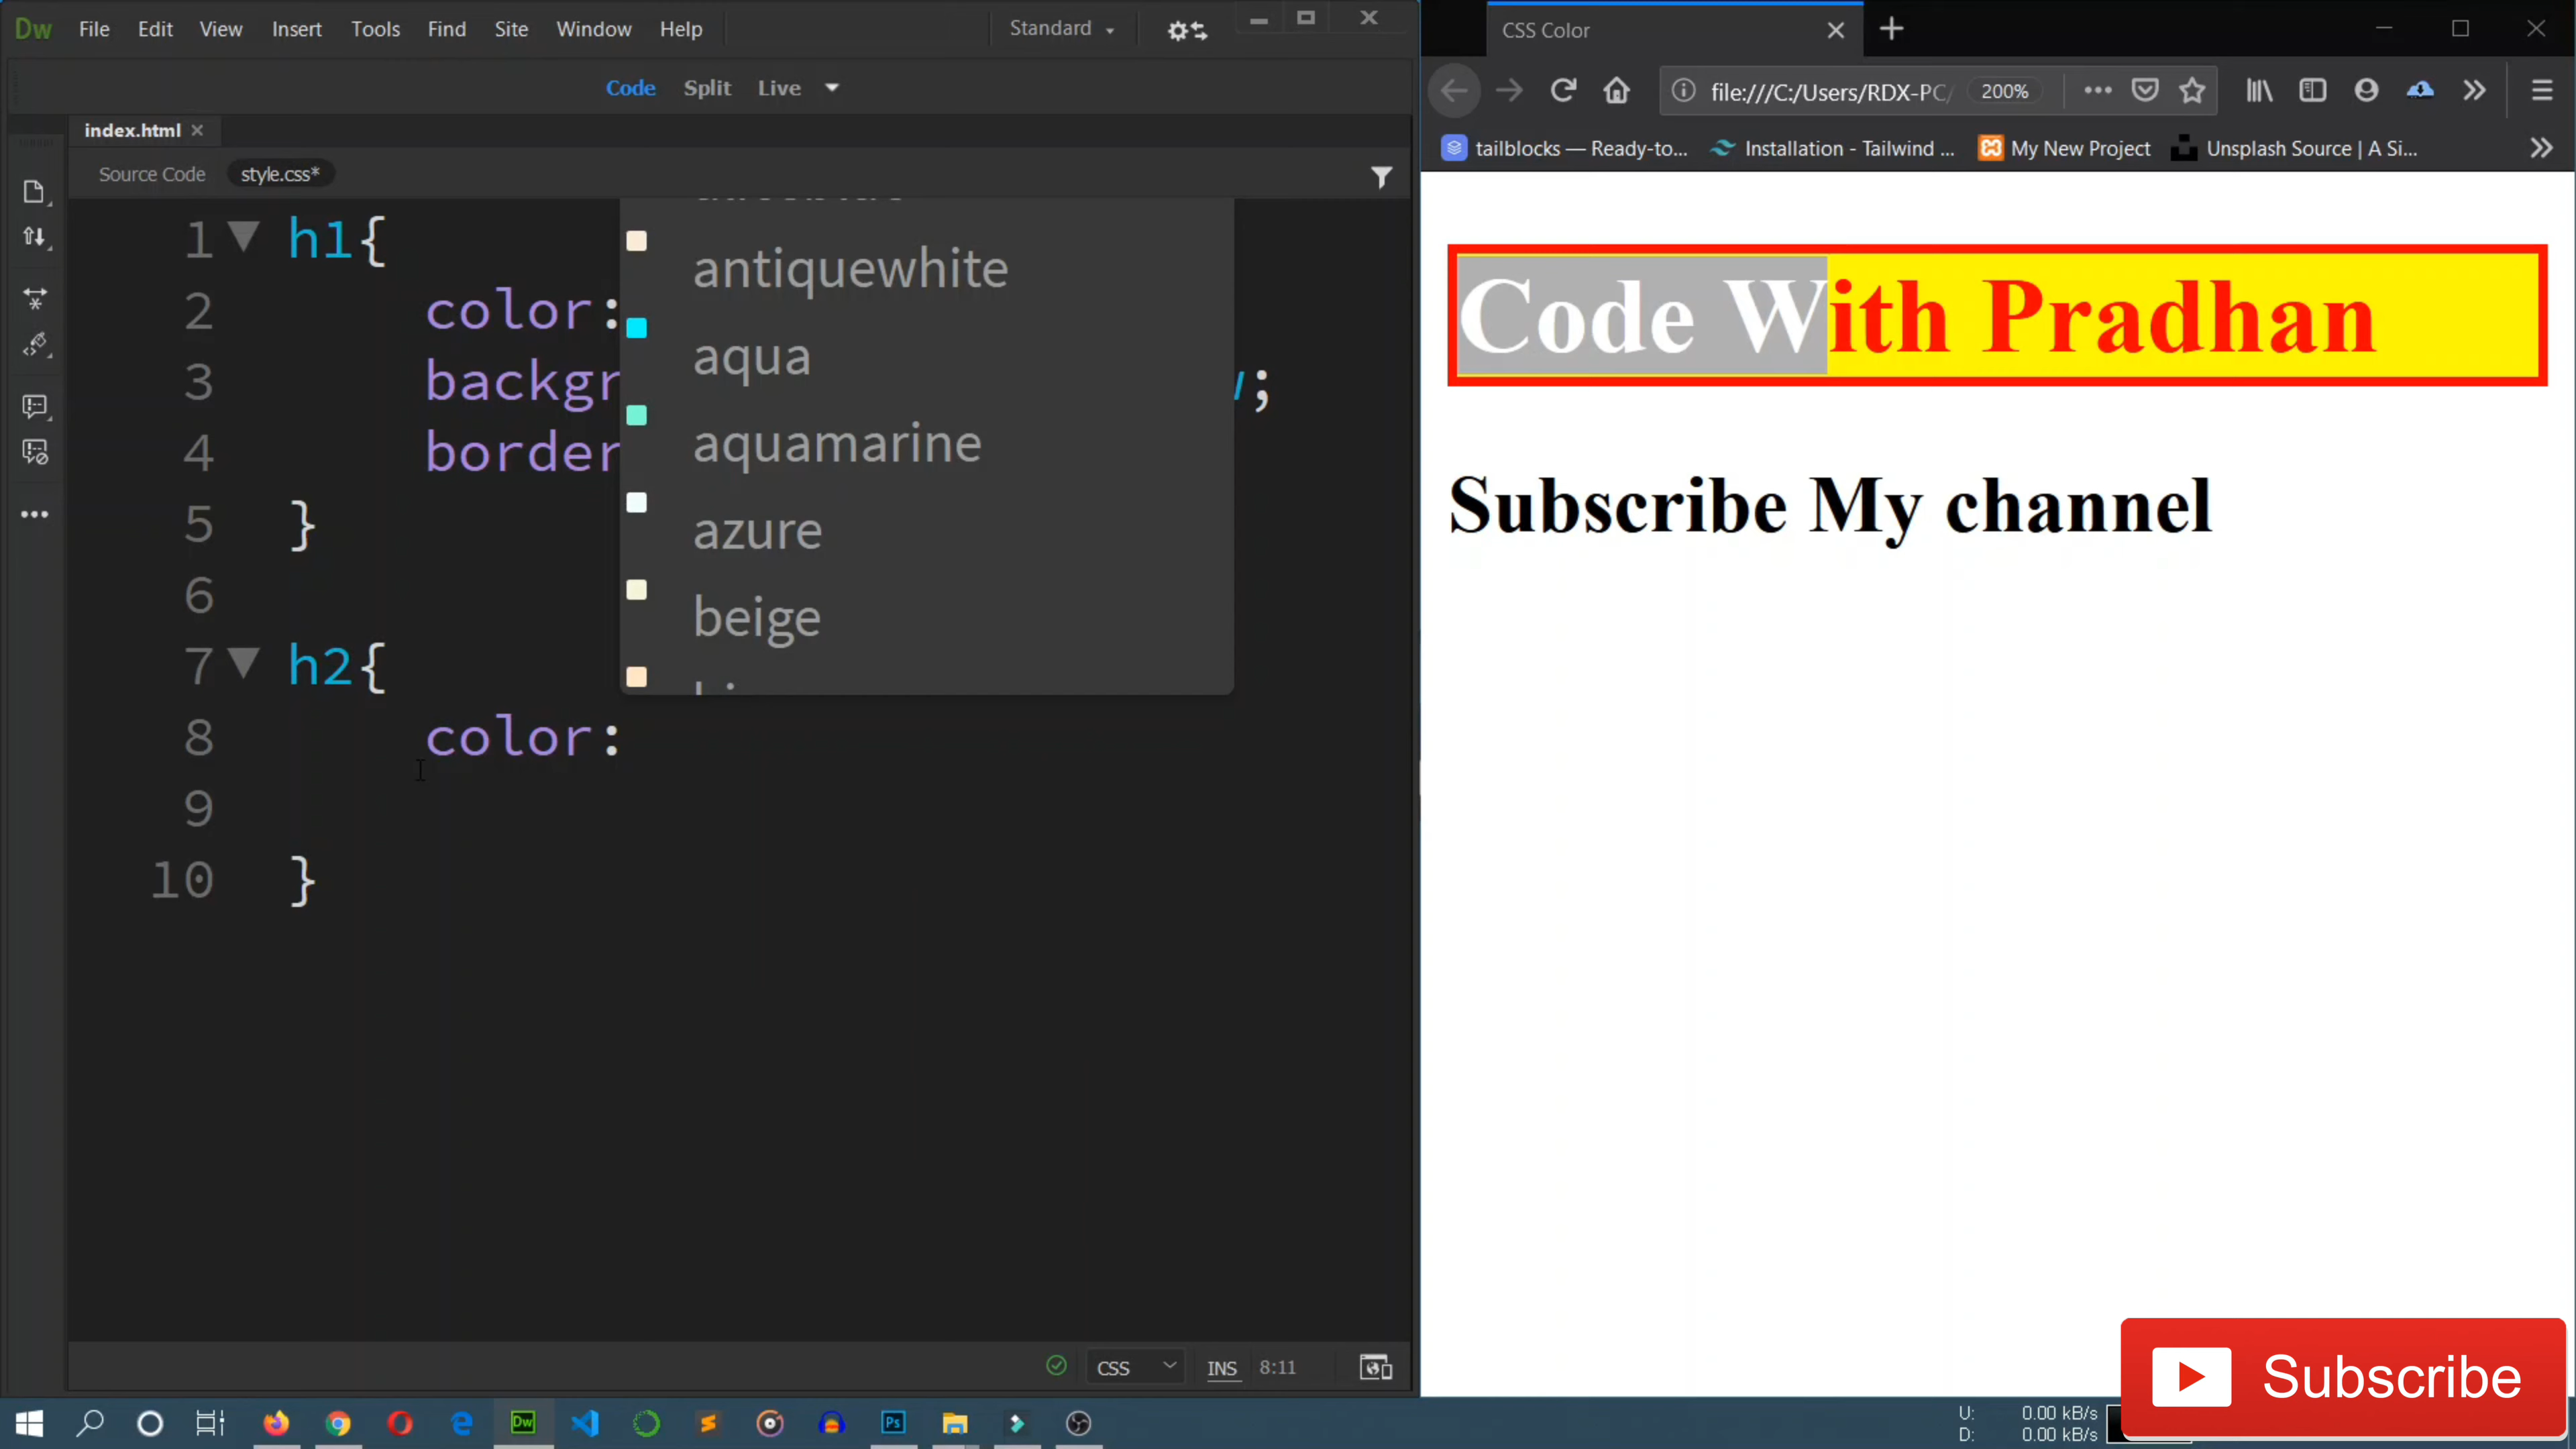 Dw File Edit View Insert Tools Find Site Window Help Standard
Code Split Live
index.html
Source Code style.css*
1 h1{
2 color:
3 backgr ;
4 border
5 }
6
7 h2{
8 color:
9
10 }
antiquewhite
aqua
aquamarine
azure
beige
CSS INS 8:11
CSS Color
file:///C:/Users/RDX-PC/ 200%
tailblocks — Ready-to... Installation - Tailwind ... My New Project Unsplash Source | A Si...
Code With Pradhan
Subscribe My channel
Subscribe
Dw Ps
U: 0.00 kB/s
D: 0.00 kB/s